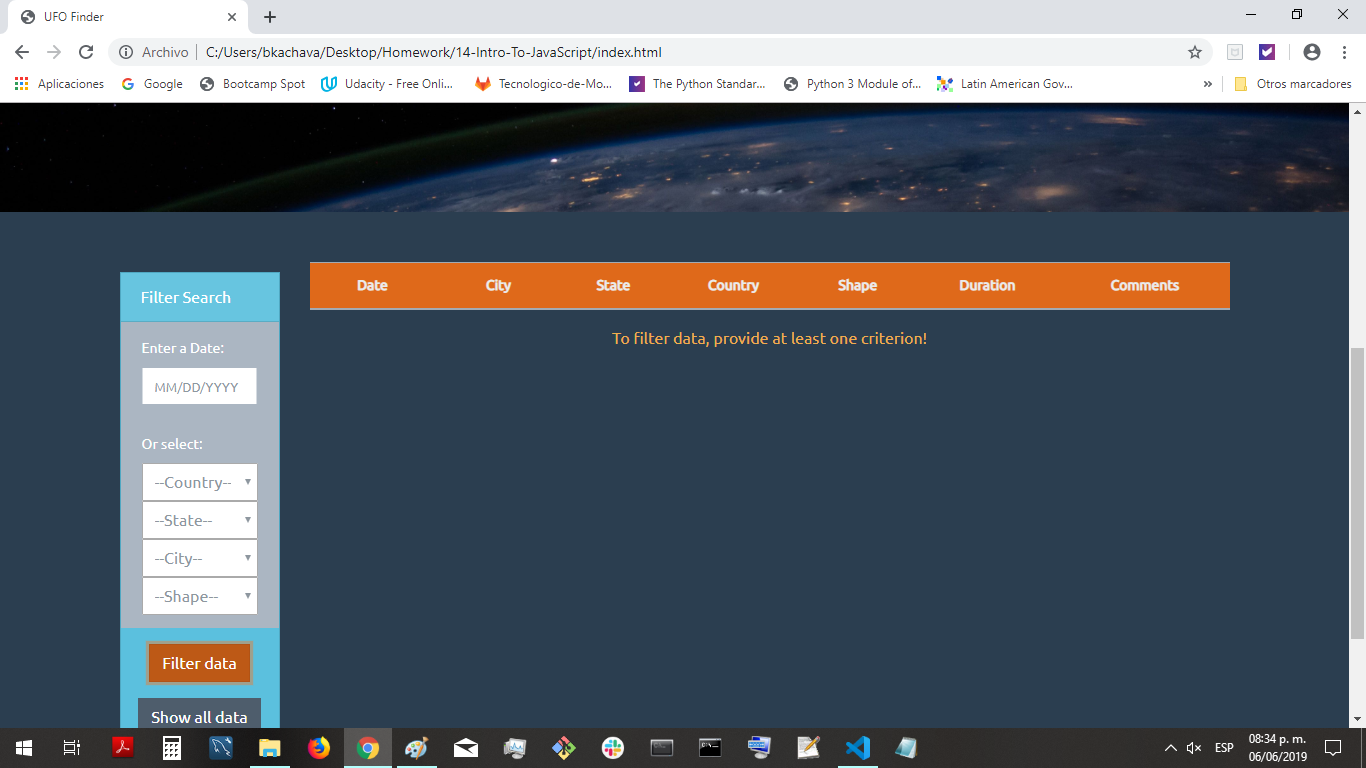 UFO Finder
Archivo C:/Users/bkachava/Desktop/Homework/14-Intro-To-JavaScript/index.html
Aplicaciones Google Bootcamp Spot Udacity - Free Onli... Tecnologico-de-Mo... The Python Standar... Python 3 Module of... Latin American Gov... » Otros marcadores
Filter Search
Enter a Date:
MM/DD/YYYY
Or select:
--Country--
--State--
--City--
--Shape--
Filter data
Show all data
Date City State Country Shape Duration Comments
To filter data, provide at least one criterion!
ESP
08:34 p. m.
06/06/2019